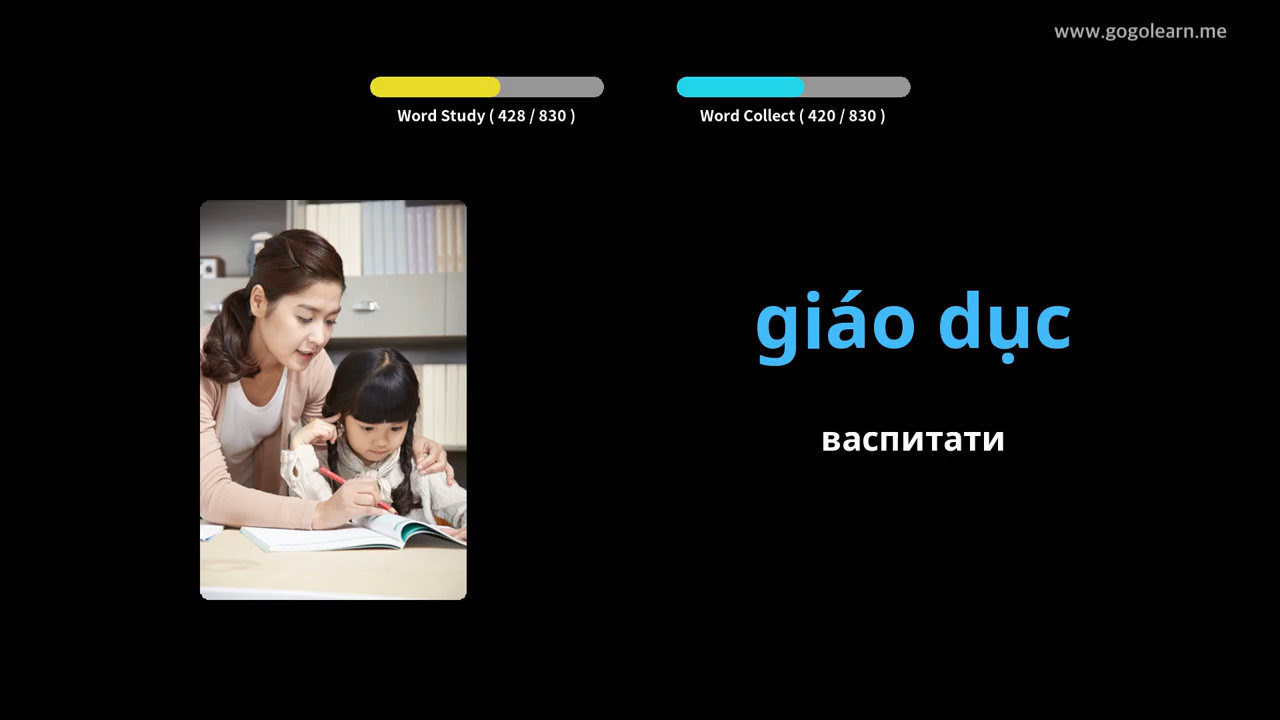 www.gogolearn.me
Word Study ( 428 / 830 )
Word Collect ( 420 / 830 )
giáo dục
васпитати